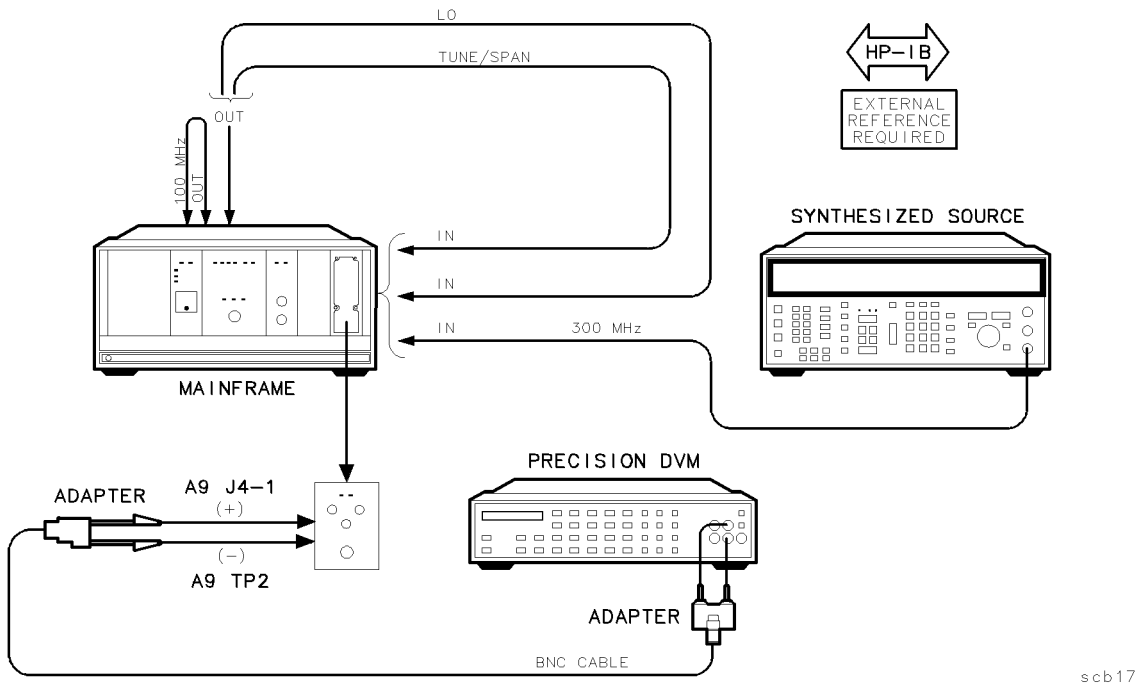 LO
HP-IB
TUNE/SPAN
EXTERNAL
REFERENCE
REQUIRED
OUT
100 MHz
OUT
SYNTHESIZED SOURCE
IN
IN
IN
300 MHz
MAINFRAME
PRECISION DVM
ADAPTER
A9 J4-1
(+)
(-)
A9 TP2
ADAPTER
BNC CABLE
scb17